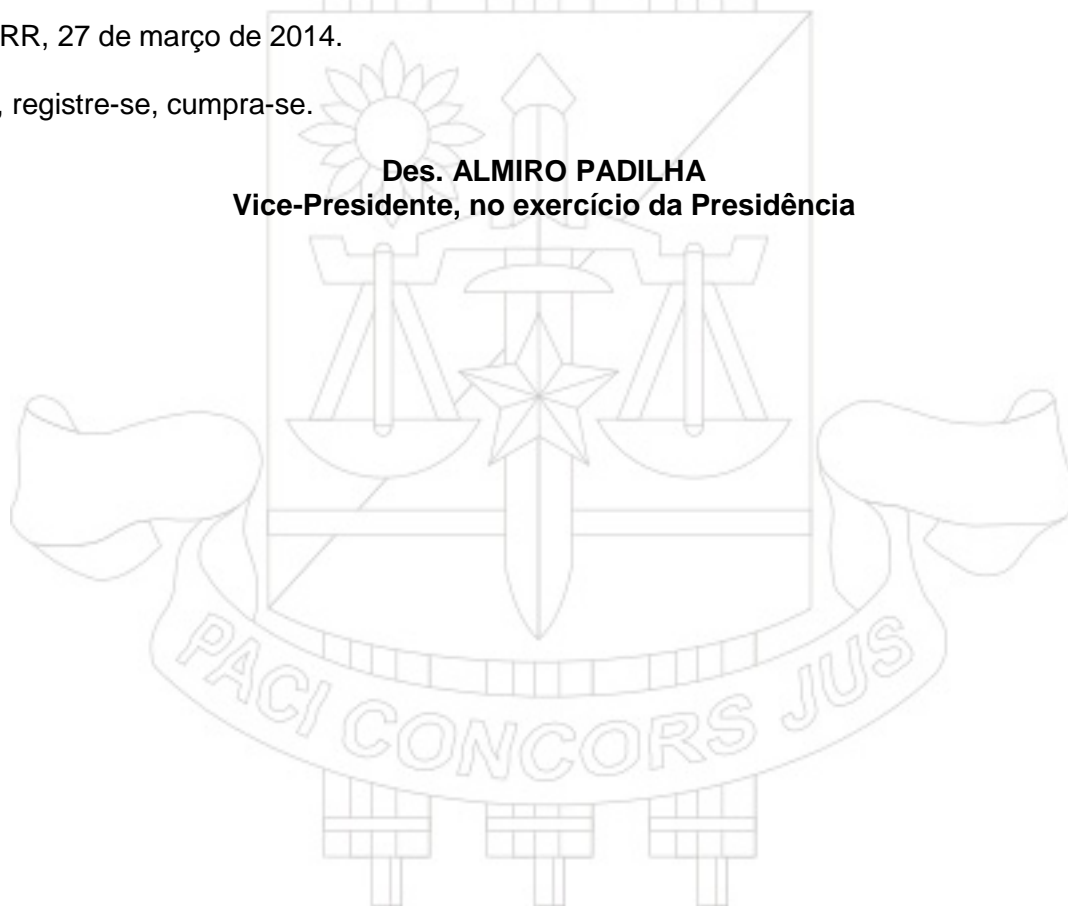 RR, 27 de março de 2014.
, registre-se, cumpra-se.
Des. ALMIRO PADILHA
Vice-Presidente, no exercício da Presidência
PACI CONCORS JUS